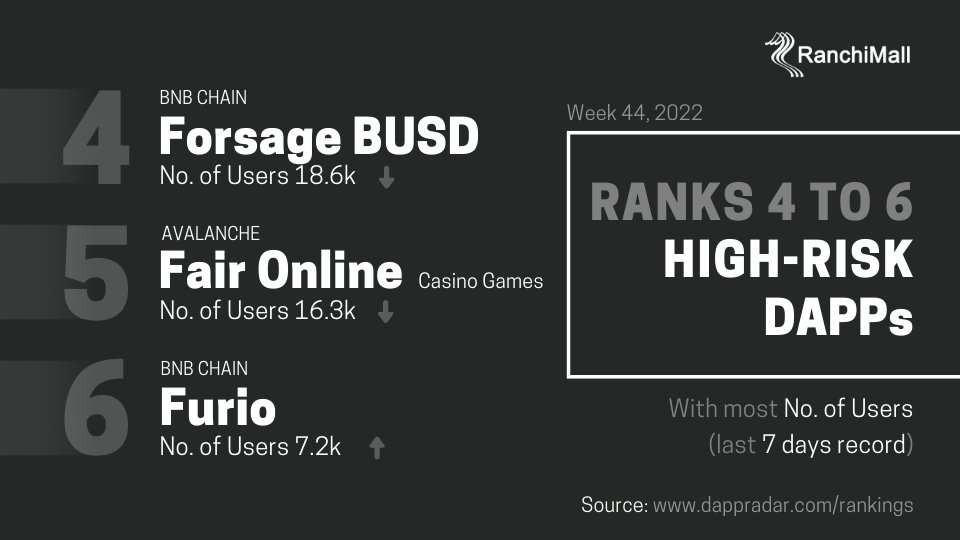 RanchiMall
4
BNB CHAIN
Forsage BUSD
No. of Users 18.6k
5
AVALANCHE
Fair Online Casino Games
No. of Users 16.3k
6
BNB CHAIN
Furio
No. of Users 7.2k
Week 44, 2022
RANKS 4 TO 6
HIGH-RISK
DAPPs
With most No. of Users
(last 7 days record)
Source: www.dappradar.com/rankings